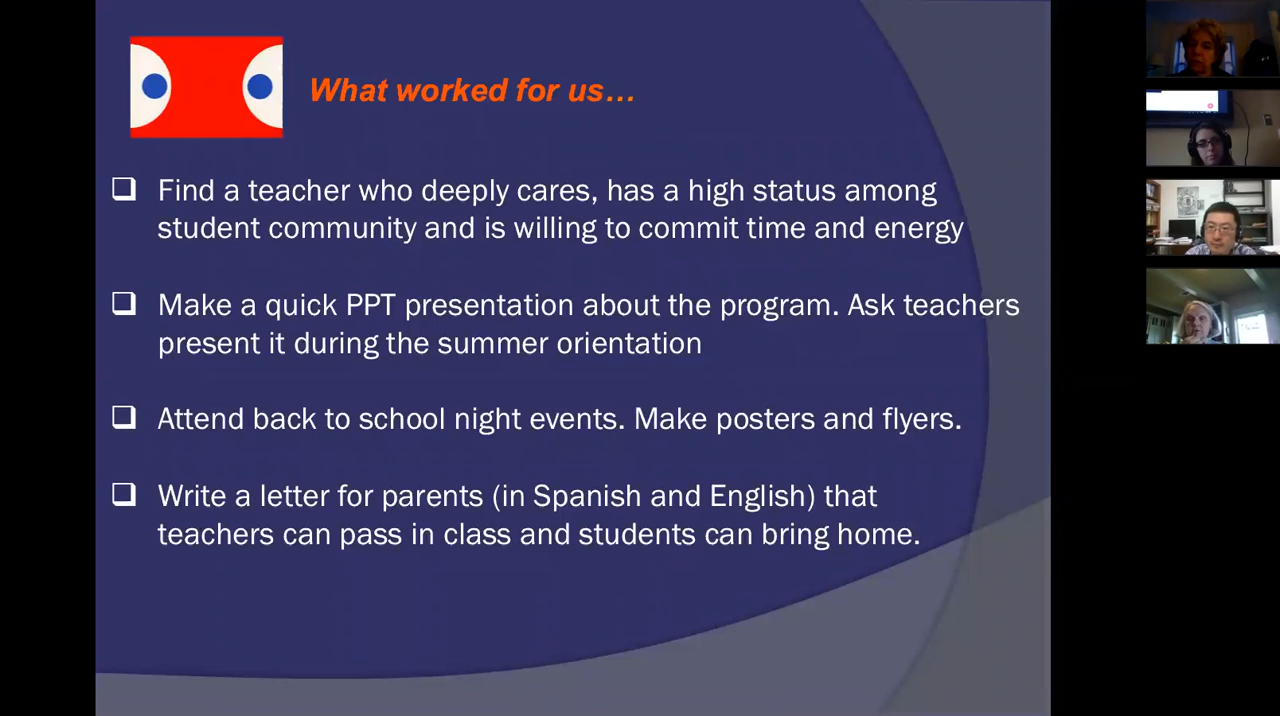 What worked for us…
❑ Find a teacher who deeply cares, has a high status among
student community and is willing to commit time and energy
❑ Make a quick PPT presentation about the program. Ask teachers
present it during the summer orientation
❑ Attend back to school night events. Make posters and flyers.
❑ Write a letter for parents (in Spanish and English) that
teachers can pass in class and students can bring home.